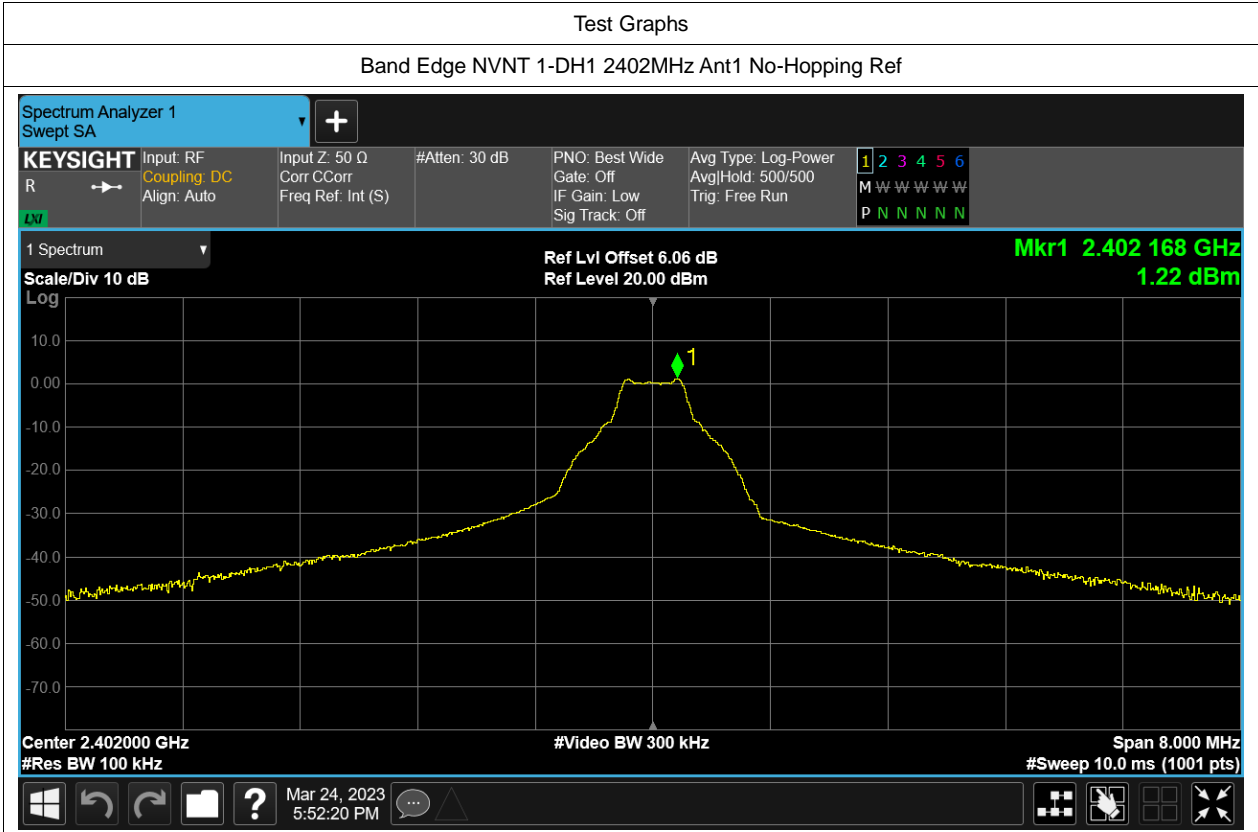 Test Graphs
Band Edge NVNT 1-DH1 2402MHz Ant1 No-Hopping Ref
Spectrum Analyzer 1
Swept SA
KEYSIGHT Input: RF Input Z: 50 Ω #Atten: 30 dB PNO: Best Wide Avg Type: Log-Power 1 2 3 4 5 6
R Coupling: DC Corr CCorr Gate: Off Avg|Hold: 500/500 M W W W W W
Align: Auto Freq Ref: Int (S) IF Gain: Low Trig: Free Run
LXI Sig Track: Off P N N N N N
1 Spectrum Ref Lvl Offset 6.06 dB Mkr1 2.402 168 GHz
Scale/Div 10 dB Ref Level 20.00 dBm 1.22 dBm
Log
10.0
1
0.00
-10.0
-20.0
-30.0
-40.0
-50.0
-60.0
-70.0
Center 2.402000 GHz #Video BW 300 kHz Span 8.000 MHz
#Res BW 100 kHz #Sweep 10.0 ms (1001 pts)
? Mar 24, 2023
5:52:20 PM